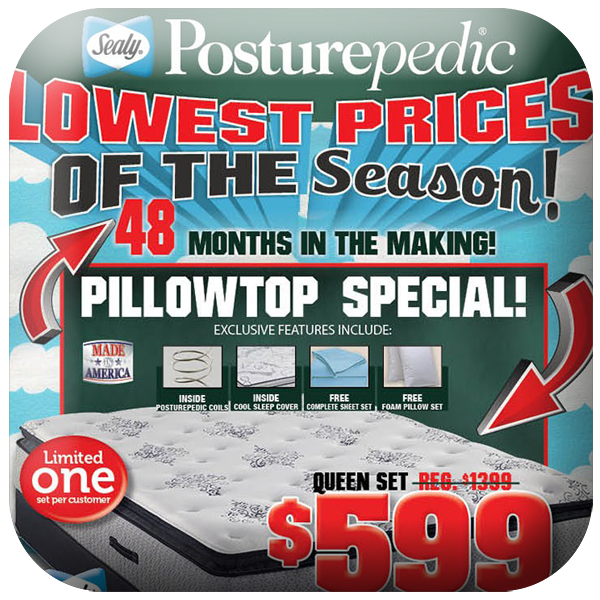 Sealy®
Posturepedic®
LOWEST PRICES
OF THE Season!
48 MONTHS IN THE MAKING!
PILLOWTOP SPECIAL!
EXCLUSIVE FEATURES INCLUDE:
MADE
IN
AMERICA
INSIDE
POSTUREPEDIC COILS
INSIDE
COOL SLEEP COVER
FREE
COMPLETE SHEET SET
FREE
FOAM PILLOW SET
Limited
one
set per customer
QUEEN SET REG. $1399
$599
Sealy